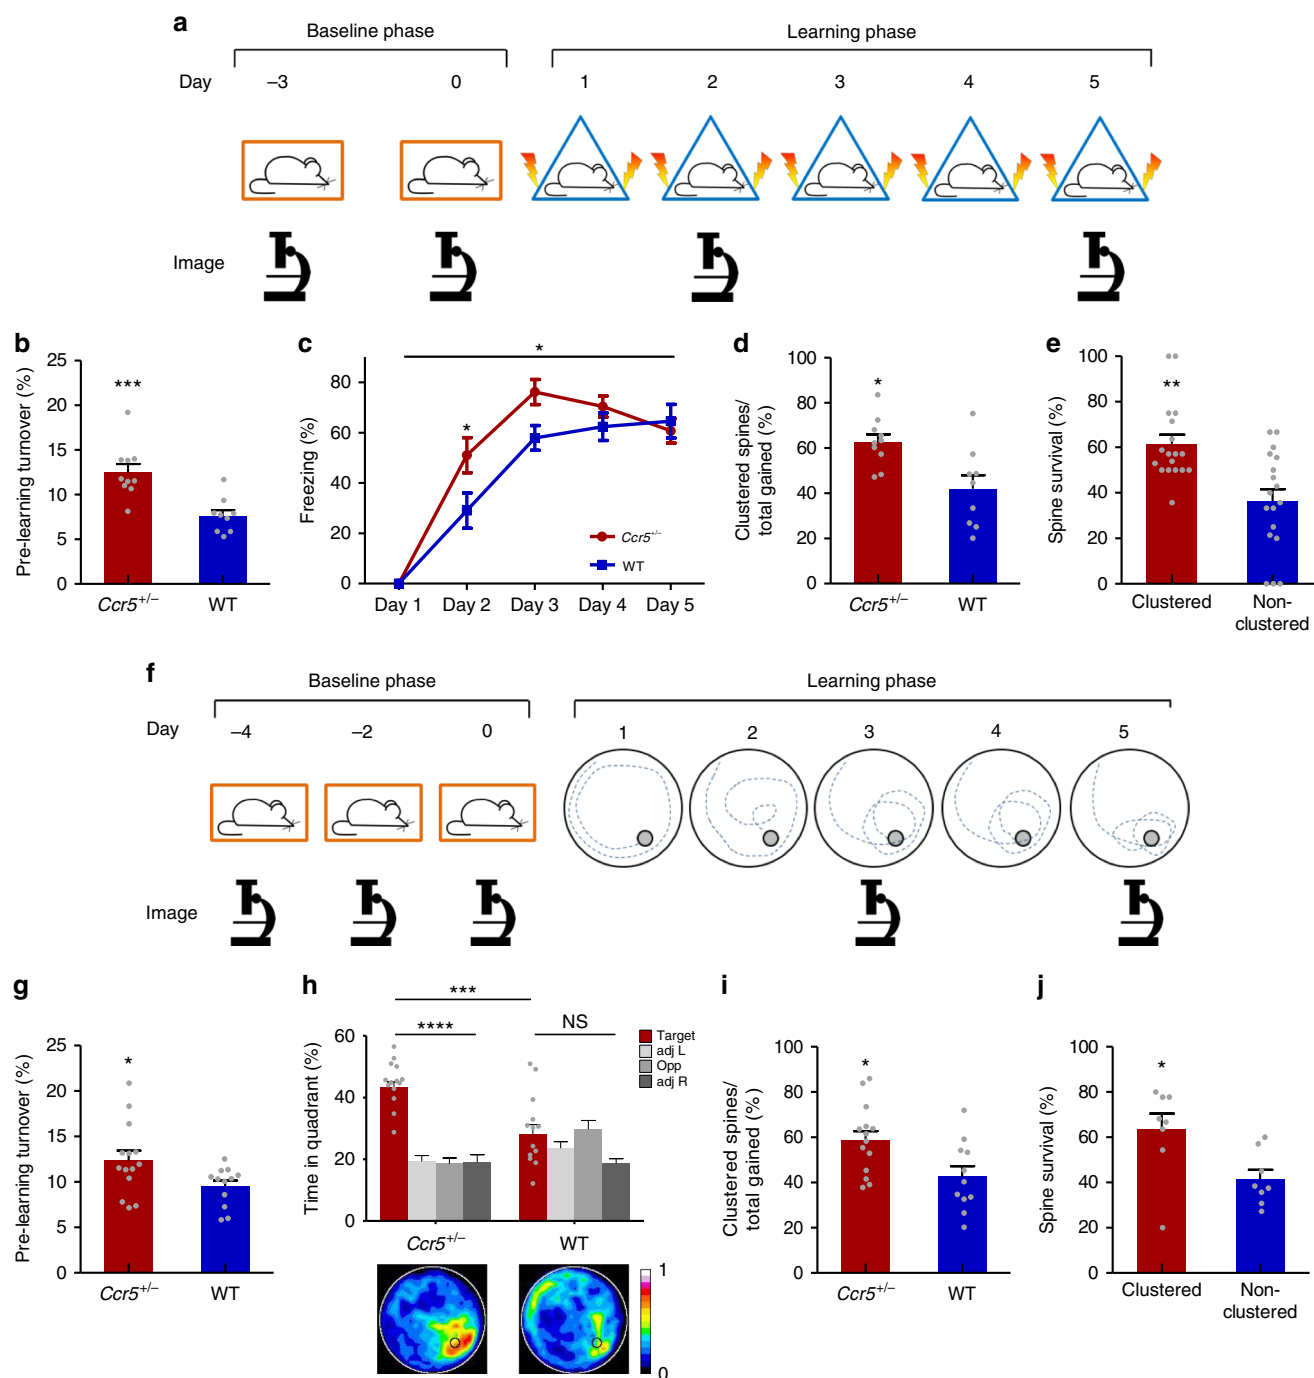 a
Baseline phase
Learning phase
Day
–3
0
1
2
3
4
5
Image
b
Pre-learning turnover (%)
25
20
15
10
5
0
***
Ccr5+/–
WT
c
Freezing (%)
80
60
40
20
0
*
*
Ccr5+/–
WT
Day 1
Day 2
Day 3
Day 4
Day 5
d
Clustered spines/
total gained (%)
100
80
60
40
20
0
*
Ccr5+/–
WT
e
Spine survival (%)
100
80
60
40
20
0
**
Clustered
Non-
clustered
f
Baseline phase
Learning phase
Day
–4
–2
0
1
2
3
4
5
Image
g
Pre-learning turnover (%)
25
20
15
10
5
0
*
Ccr5+/–
WT
h
Time in quadrant (%)
60
40
20
0
***
****
NS
Target
adj L
Opp
adj R
Ccr5+/–
WT
1
0
i
Clustered spines/
total gained (%)
100
80
60
40
20
0
*
Ccr5+/–
WT
j
Spine survival (%)
100
80
60
40
20
0
*
Clustered
Non-
clustered